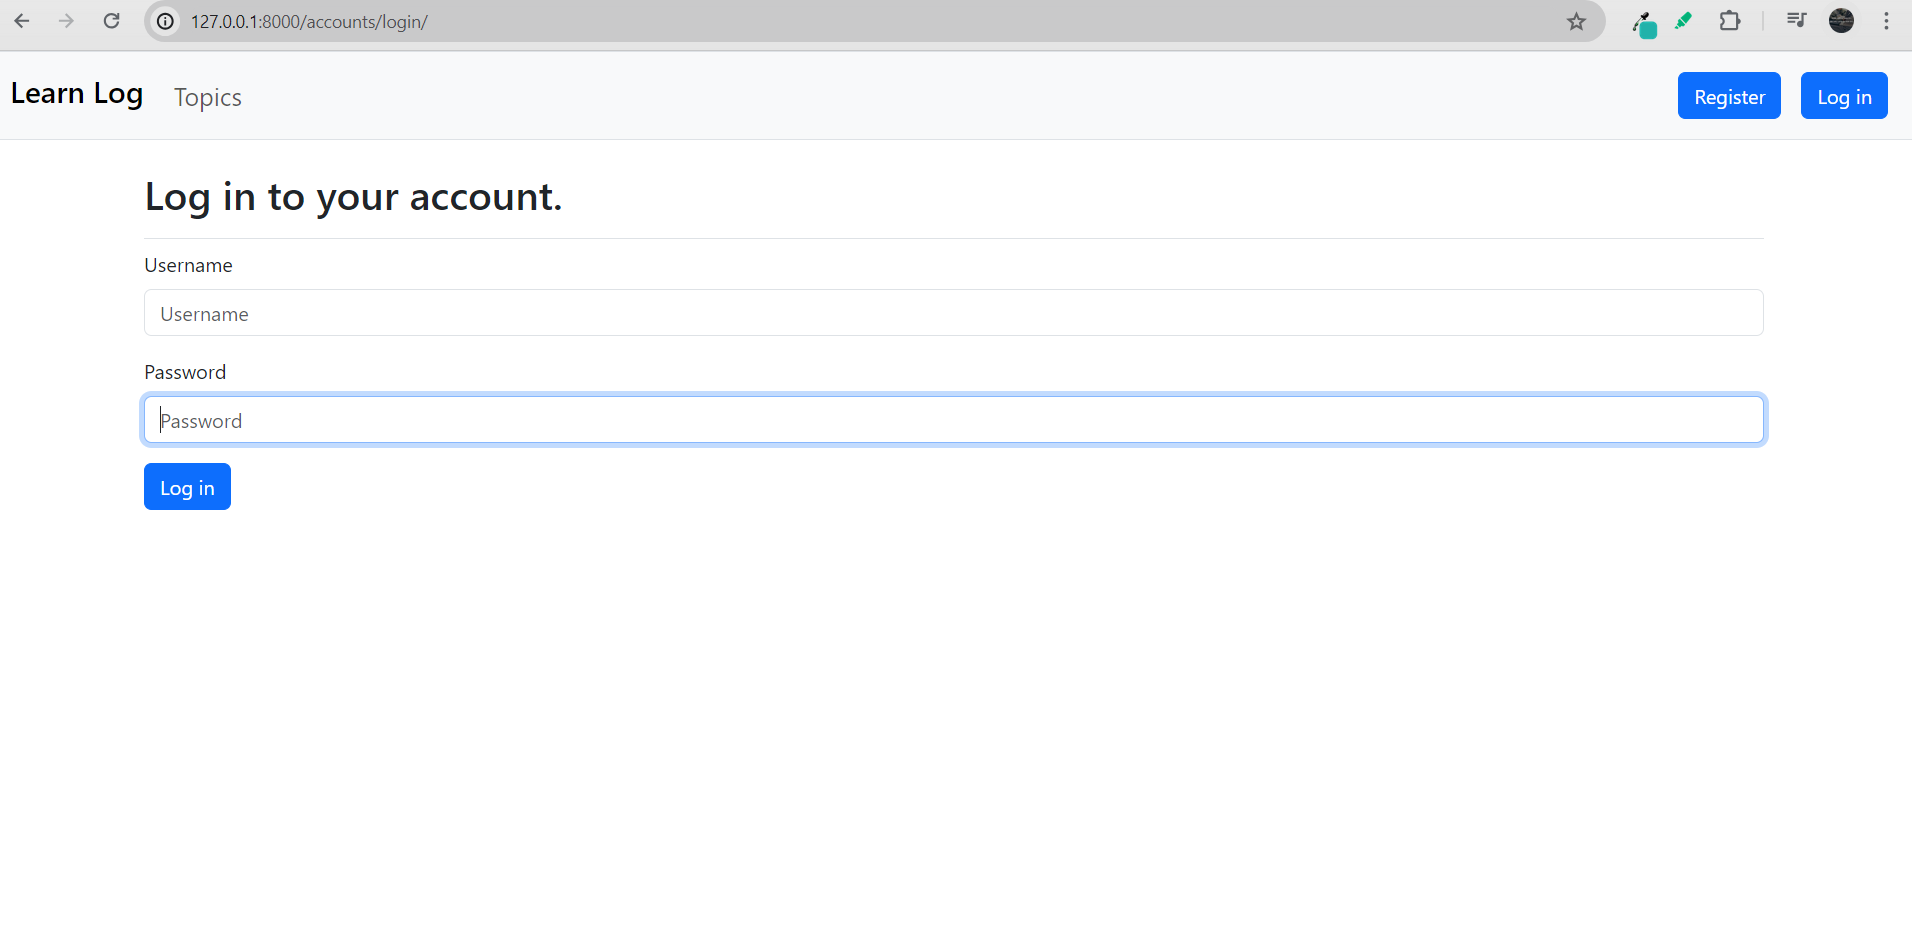 127.0.0.1:8000/accounts/login/
Learn Log Topics Register Log in
Log in to your account.
Username
Username
Password
Password
Log in